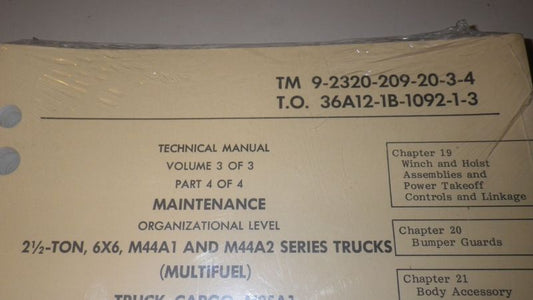 TM 9-2320-209-20-3-4
T.O. 36A12-1B-1092-1-3
TECHNICAL MANUAL
VOLUME 3 OF 3
PART 4 OF 4
MAINTENANCE
ORGANIZATIONAL LEVEL
2½-TON, 6X6, M44A1 AND M44A2 SERIES TRUCKS
(MULTIFUEL)
TRUCK, CARGO
Chapter 19
Winch and Hoist
Assemblies and
Power Takeoff
Controls and Linkage
Chapter 20
Bumper Guards
Chapter 21
Body Accessory